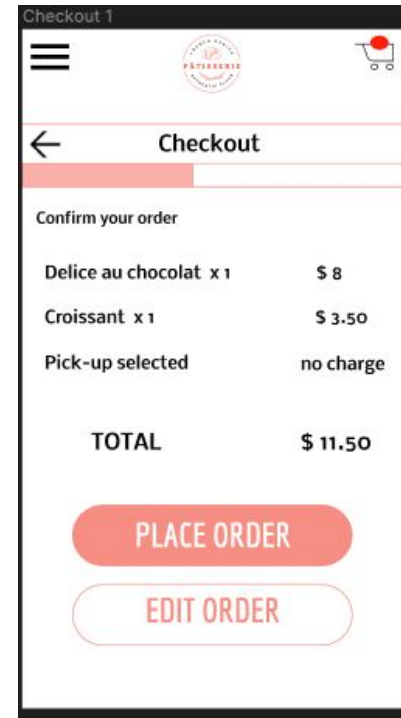 Checkout 1
PÂTISSERIE
Checkout
Confirm your order
Delice au chocolat x 1 $ 8
Croissant x 1 $ 3.50
Pick-up selected no charge
TOTAL $ 11.50
PLACE ORDER
EDIT ORDER